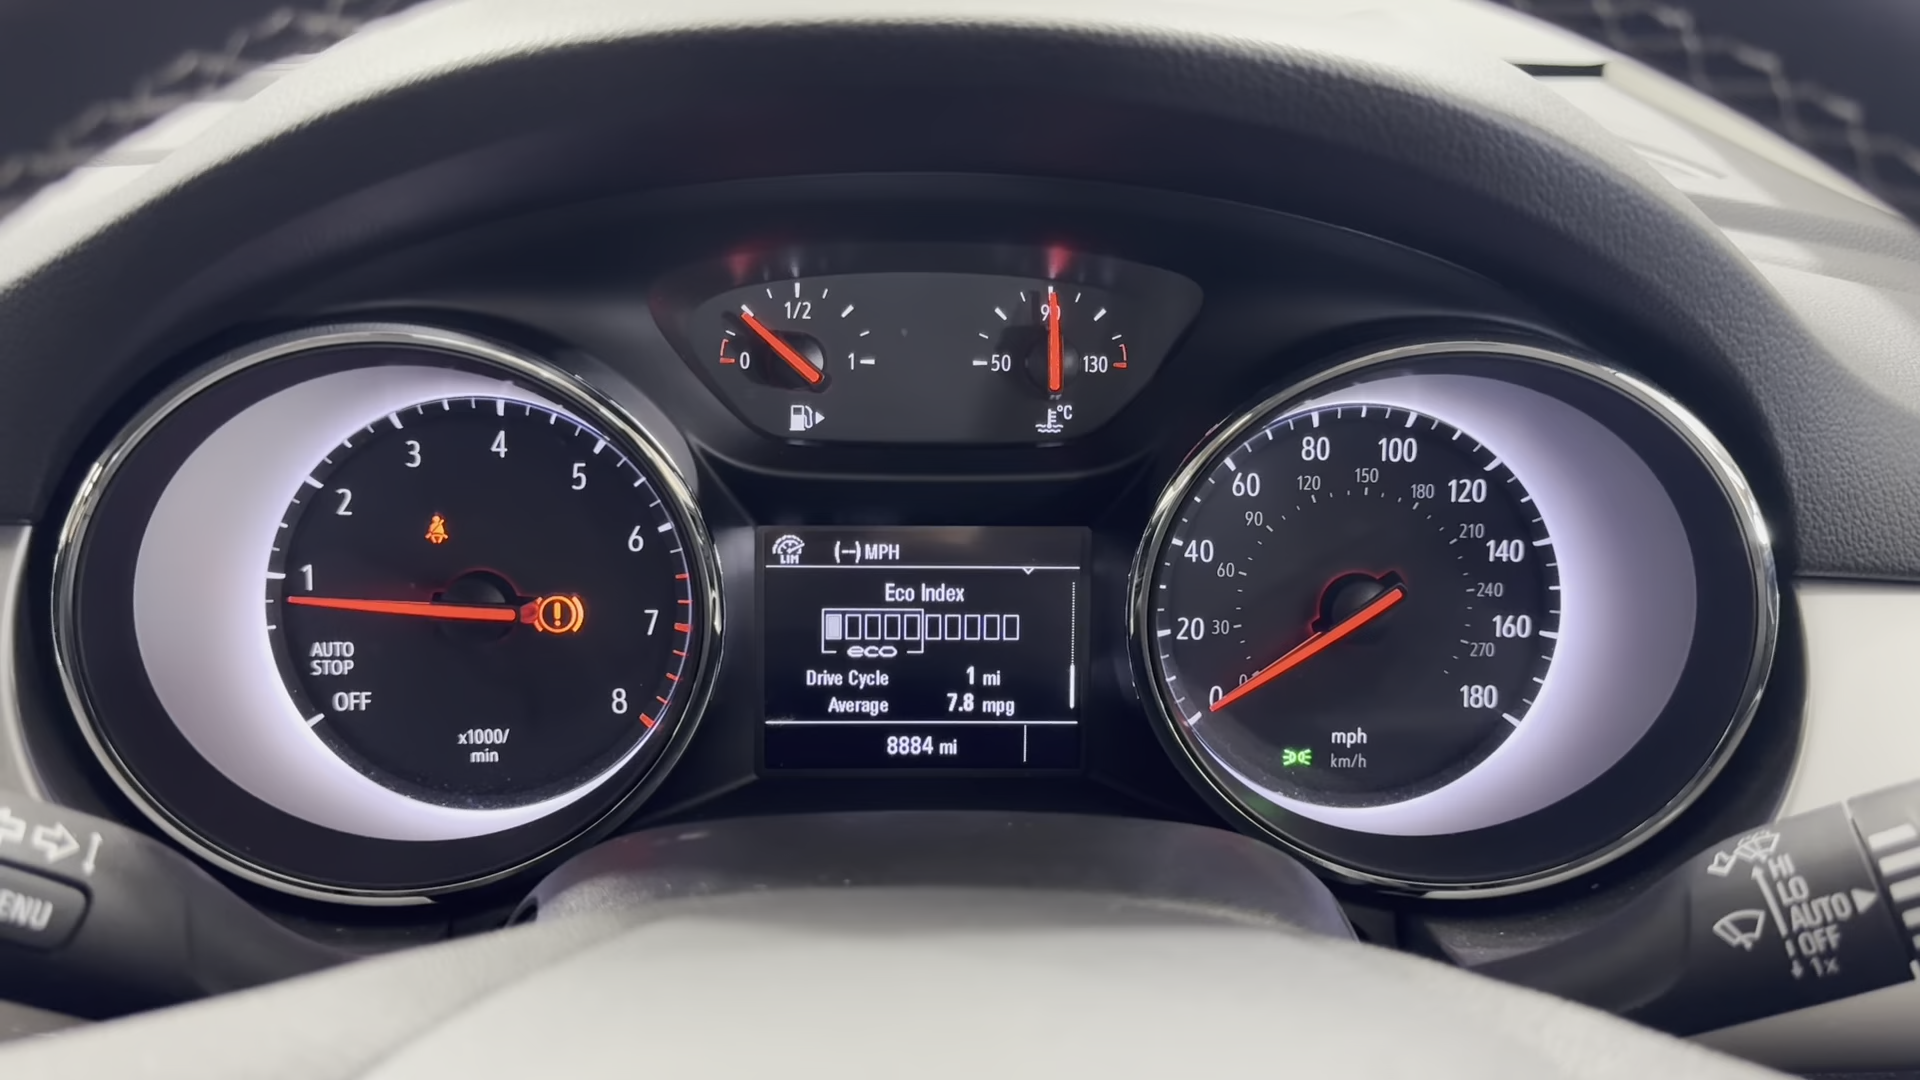 1/2
0
1
90
50
130
°C
1
2
3
4
5
6
7
8
AUTO
STOP
OFF
x1000/
min
LIM
(--) MPH
Eco Index
eco
Drive Cycle 1 mi
Average 7.8 mpg
8884 mi
0
20
40
60
80
100
120
140
160
180
0
30
60
90
120
150
180
210
240
270
mph
km/h
ENU
HI
LO
AUTO
OFF
1x